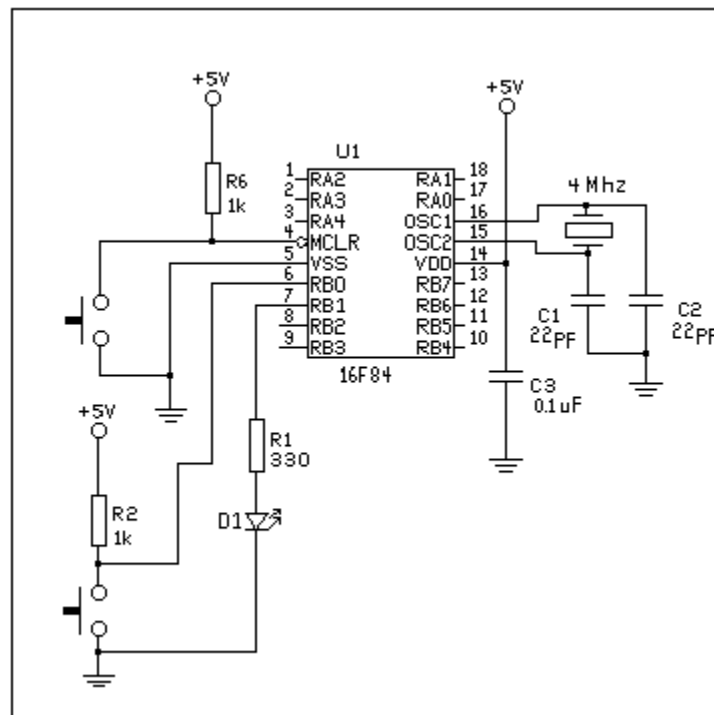 +5V
+5V
U1
R6
1k
1 RA2 RA1 18
2 RA3 RA0 17
3 RA4 OSC1 16
4 MCLR OSC2 15
5 VSS VDD 14
6 RB0 RB7 13
7 RB1 RB6 12
8 RB2 RB5 11
9 RB3 RB4 10
16F84
4 Mhz
C1
22PF
C2
22PF
C3
0.1uF
+5V
R1
330
R2
1k
D1